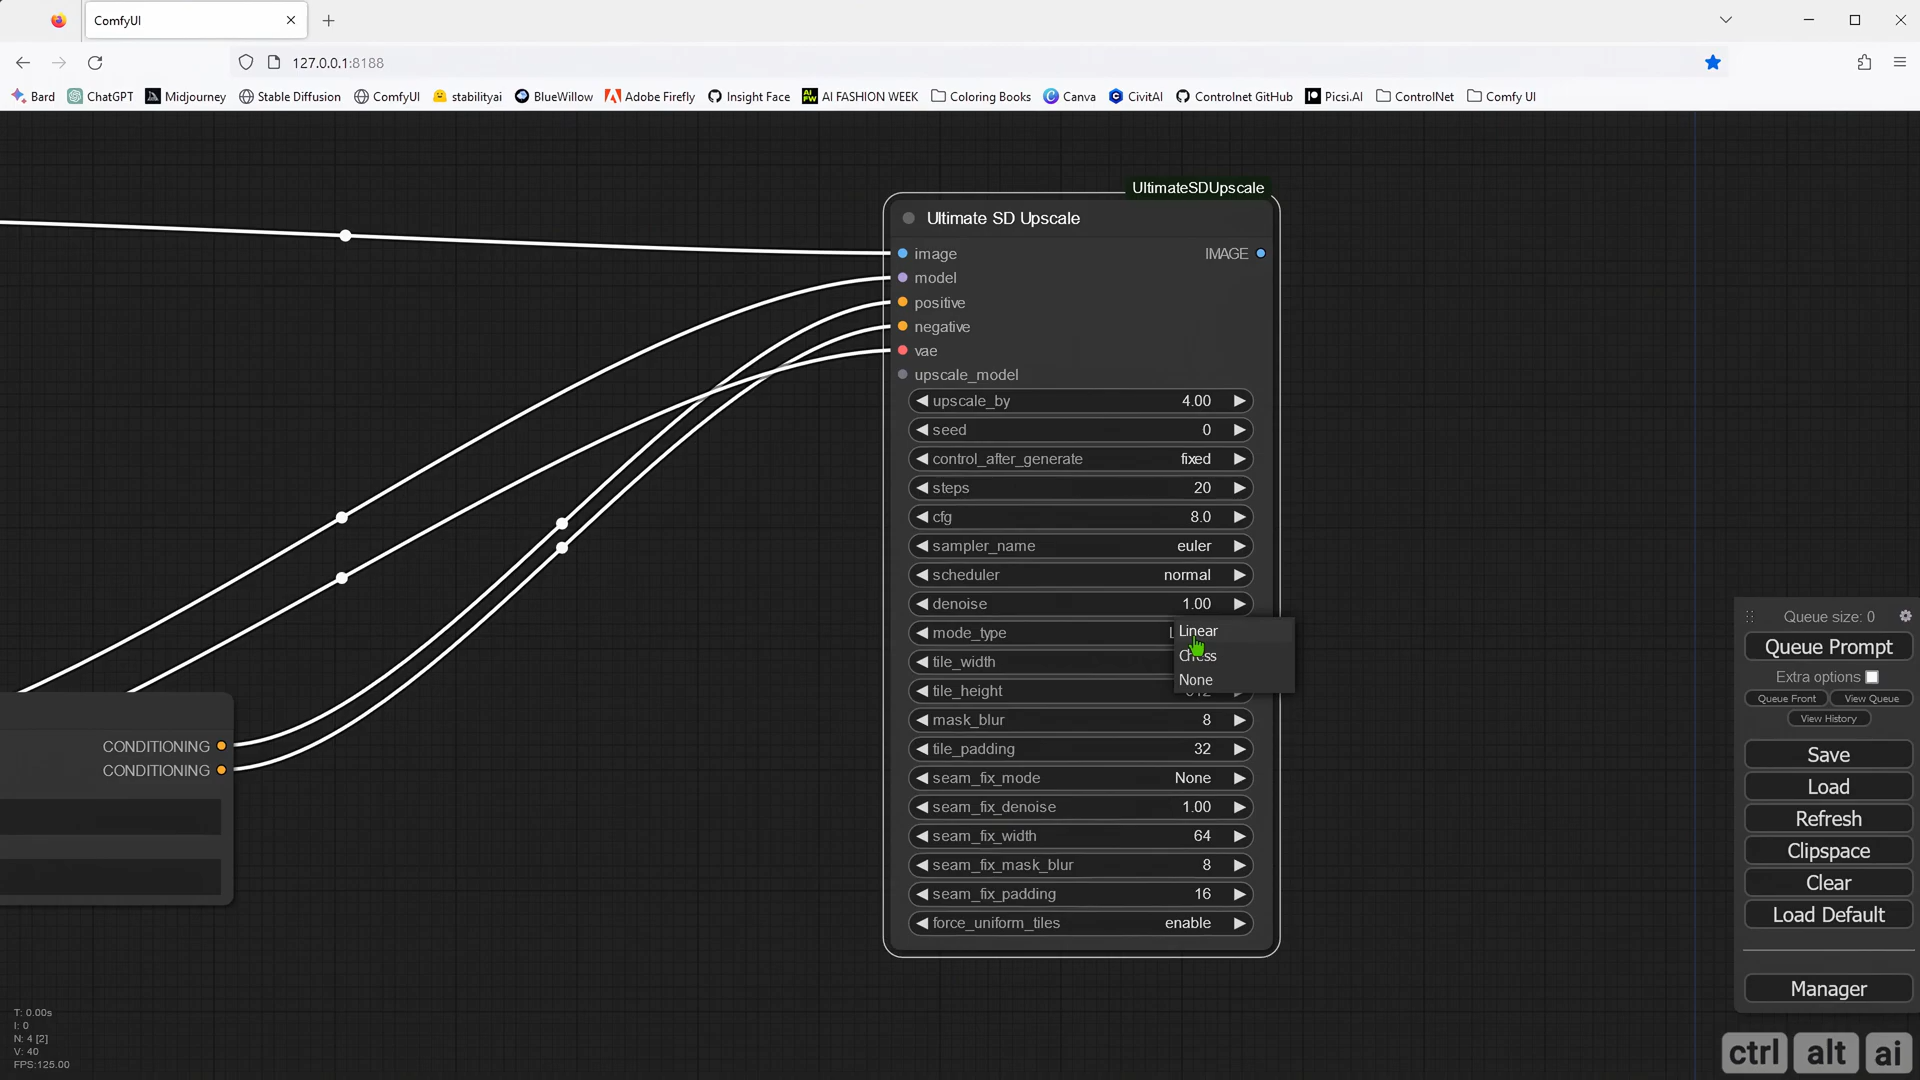 ComfyUI
127.0.0.1:8188
Bard ChatGPT Midjourney Stable Diffusion ComfyUI stabilityai BlueWillow Adobe Firefly Insight Face AI FASHION WEEK Coloring Books Canva CivitAI Controlnet GitHub Picsi.AI ControlNet Comfy UI
UltimateSDUpscale
Ultimate SD Upscale
image IMAGE
model
positive
negative
vae
upscale_model
upscale_by 4.00
seed 0
control_after_generate fixed
steps 20
cfg 8.0
sampler_name euler
scheduler normal
denoise 1.00
mode_type
Linear
Chess
None
tile_width
tile_height
mask_blur 8
tile_padding 32
seam_fix_mode None
seam_fix_denoise 1.00
seam_fix_width 64
seam_fix_mask_blur 8
seam_fix_padding 16
force_uniform_tiles enable
CONDITIONING
CONDITIONING
Queue size: 0
Queue Prompt
Extra options
Queue Front View Queue
View History
Save
Load
Refresh
Clipspace
Clear
Load Default
Manager
T: 0.00s
I: 0
N: 4 [2]
V: 40
FPS:125.00
ctrl alt ai